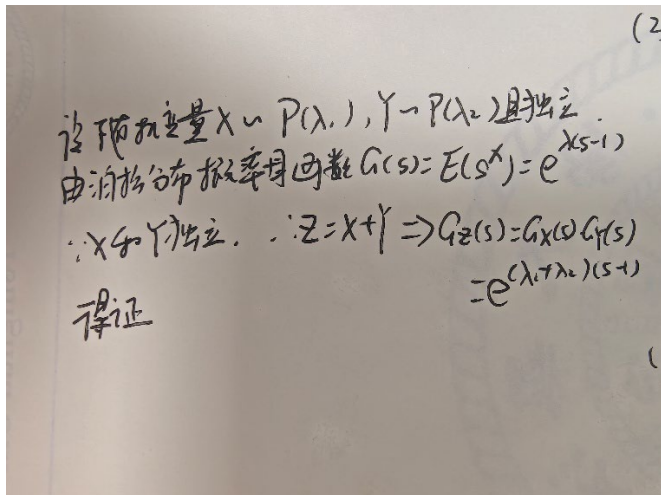 (2
设随机变量X~P(λ₁),Y~P(λ₂)且独立.
由泊松分布概率母函数G(s)=E(s^X)=e^{λ(s-1)}
∵X和Y独立. ∴Z=X+Y⇒G_Z(s)=G_X(s)G_Y(s)
=e^{(λ₁+λ₂)(s-1)}
得证
(